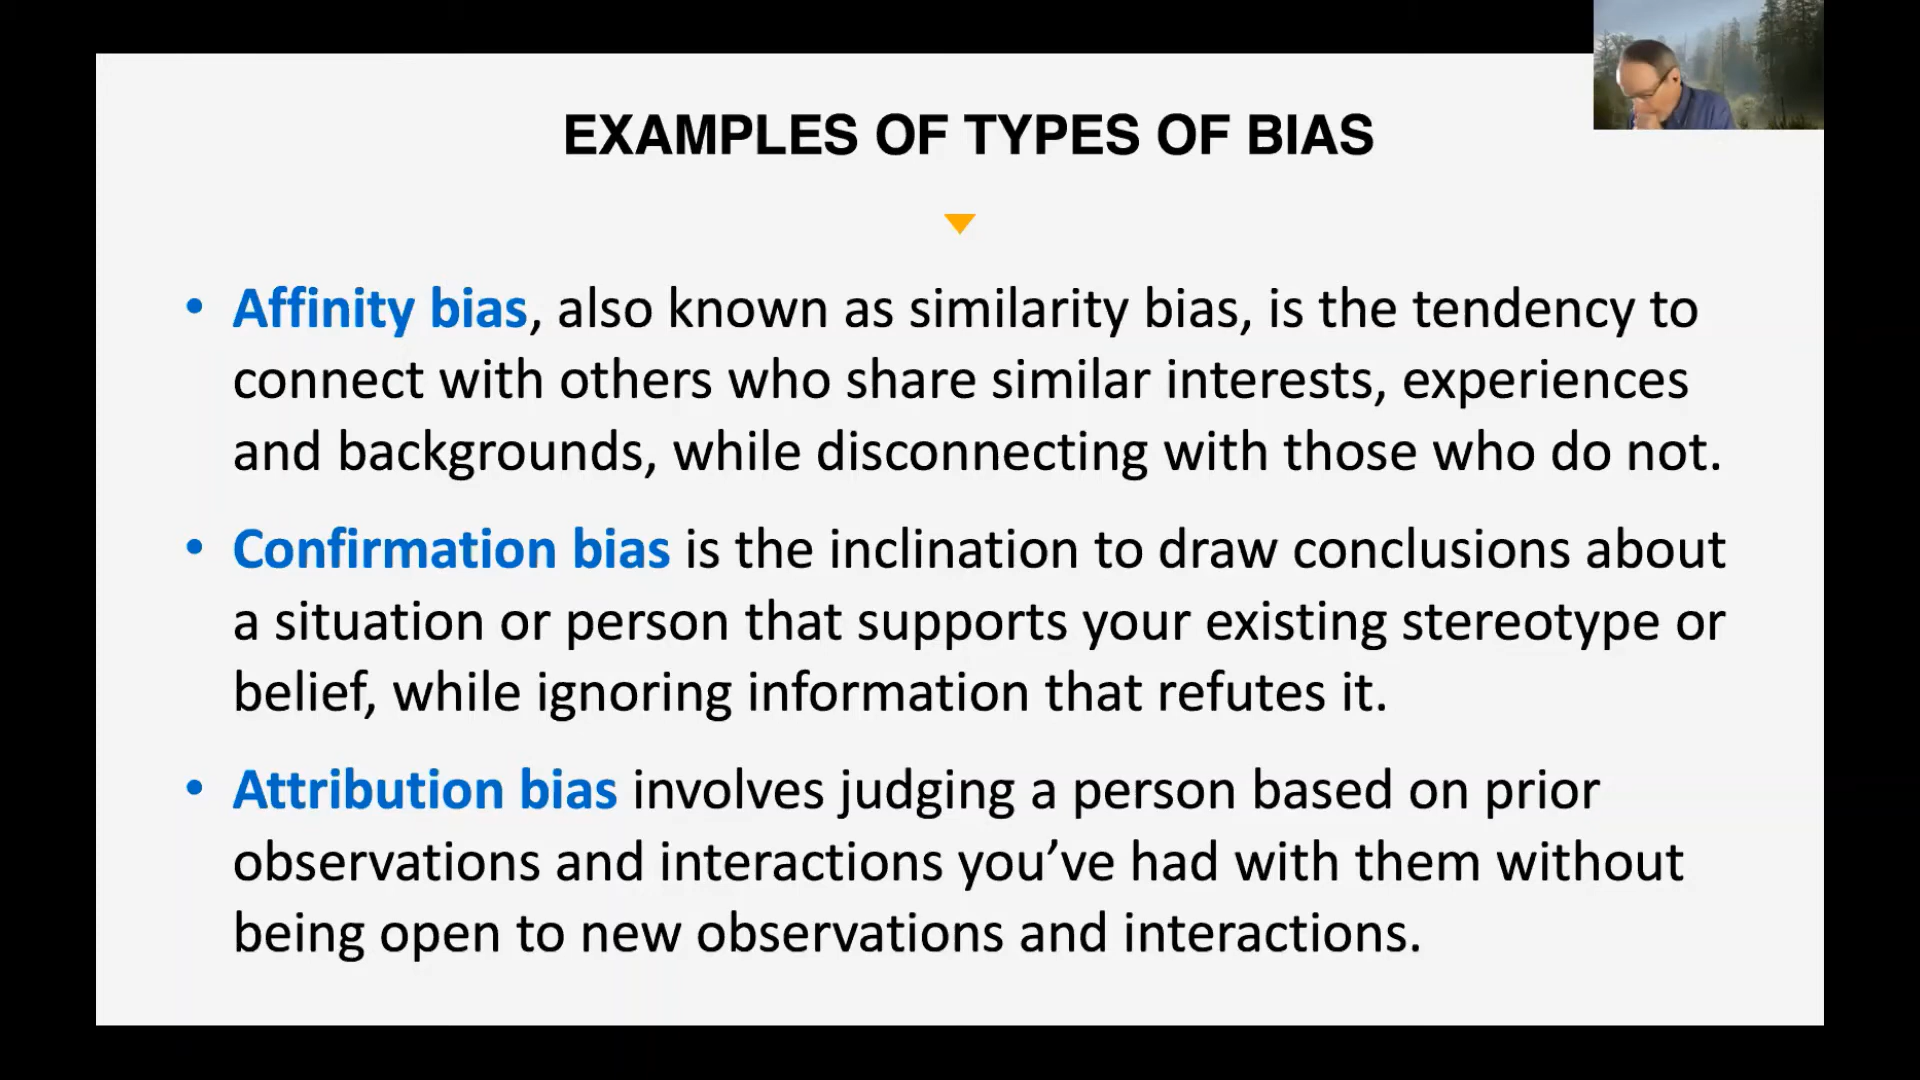 EXAMPLES OF TYPES OF BIAS
• Affinity bias, also known as similarity bias, is the tendency to
connect with others who share similar interests, experiences
and backgrounds, while disconnecting with those who do not.
• Confirmation bias is the inclination to draw conclusions about
a situation or person that supports your existing stereotype or
belief, while ignoring information that refutes it.
• Attribution bias involves judging a person based on prior
observations and interactions you’ve had with them without
being open to new observations and interactions.